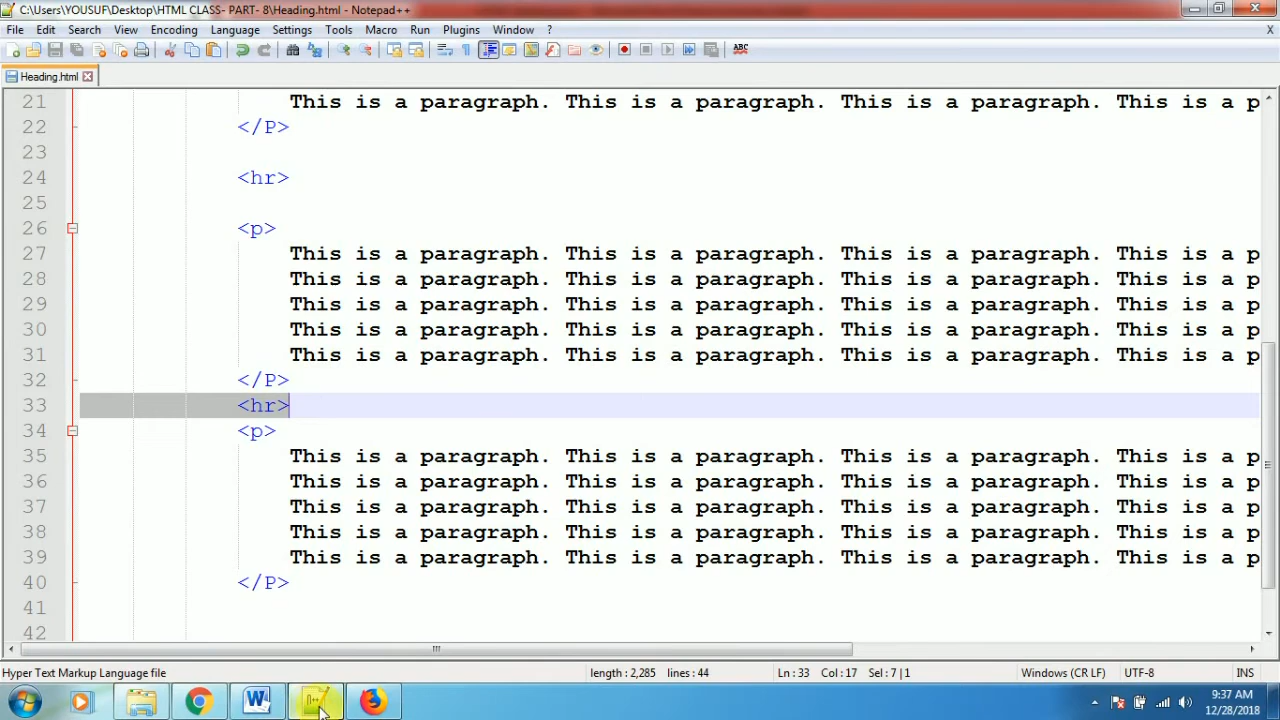 C:\Users\YOUSUF\Desktop\HTML CLASS- PART- 8\Heading.html - Notepad++
File Edit Search View Encoding Language Settings Tools Macro Run Plugins Window ? X
ABC
Heading.html
21 This is a paragraph. This is a paragraph. This is a paragraph. This is a p
22 </P>
23
24 <hr>
25
26 <p>
27 This is a paragraph. This is a paragraph. This is a paragraph. This is a p
28 This is a paragraph. This is a paragraph. This is a paragraph. This is a p
29 This is a paragraph. This is a paragraph. This is a paragraph. This is a p
30 This is a paragraph. This is a paragraph. This is a paragraph. This is a p
31 This is a paragraph. This is a paragraph. This is a paragraph. This is a p
32 </P>
33 <hr>
34 <p>
35 This is a paragraph. This is a paragraph. This is a paragraph. This is a p
36 This is a paragraph. This is a paragraph. This is a paragraph. This is a p
37 This is a paragraph. This is a paragraph. This is a paragraph. This is a p
38 This is a paragraph. This is a paragraph. This is a paragraph. This is a p
39 This is a paragraph. This is a paragraph. This is a paragraph. This is a p
40 </P>
41
42
Hyper Text Markup Language file length : 2,285 lines : 44 Ln : 33 Col : 17 Sel : 7 | 1 Windows (CR LF) UTF-8 INS
9:37 AM
12/28/2018